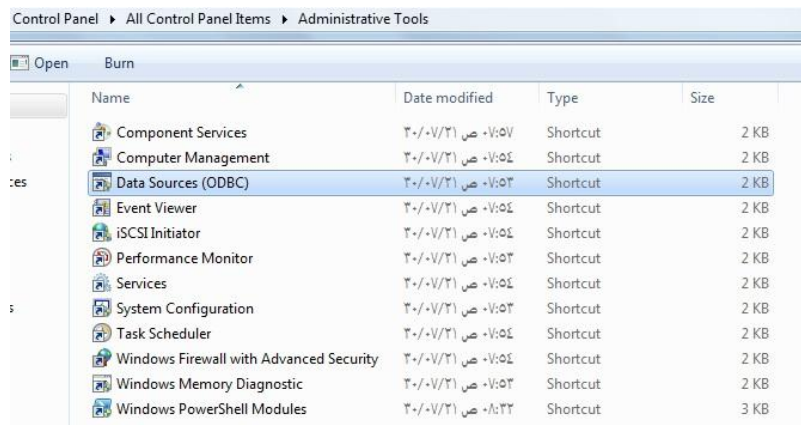 Control Panel ▸ All Control Panel Items ▸ Administrative Tools
Open Burn
Name Date modified Type Size
Component Services ٣٠/٠٧/٢١ ص ٠٧:٥٧ Shortcut 2 KB
Computer Management ٣٠/٠٧/٢١ ص ٠٧:٥٤ Shortcut 2 KB
ces Data Sources (ODBC) ٣٠/٠٧/٢١ ص ٠٧:٥٣ Shortcut 2 KB
Event Viewer ٣٠/٠٧/٢١ ص ٠٧:٥٤ Shortcut 2 KB
iSCSI Initiator ٣٠/٠٧/٢١ ص ٠٧:٥٤ Shortcut 2 KB
Performance Monitor ٣٠/٠٧/٢١ ص ٠٧:٥٣ Shortcut 2 KB
Services ٣٠/٠٧/٢١ ص ٠٧:٥٤ Shortcut 2 KB
s System Configuration ٣٠/٠٧/٢١ ص ٠٧:٥٣ Shortcut 2 KB
Task Scheduler ٣٠/٠٧/٢١ ص ٠٧:٥٤ Shortcut 2 KB
Windows Firewall with Advanced Security ٣٠/٠٧/٢١ ص ٠٧:٥٤ Shortcut 2 KB
Windows Memory Diagnostic ٣٠/٠٧/٢١ ص ٠٧:٥٣ Shortcut 2 KB
Windows PowerShell Modules ٣٠/٠٧/٢١ ص ٠٨:٣٢ Shortcut 3 KB